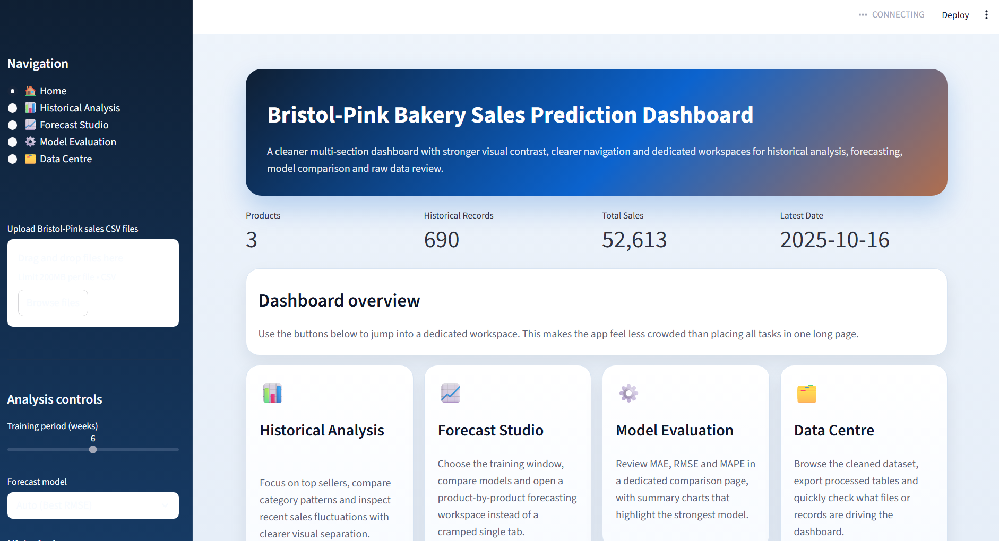 CONNECTING
Deploy
Navigation
Home
Historical Analysis
Forecast Studio
Model Evaluation
Data Centre
Upload Bristol-Pink sales CSV files
Drag and drop files here
Limit 200MB per file • CSV
Browse files
Analysis controls
Training period (weeks)
6
Forecast model
Auto (Best RMSE)
Bristol-Pink Bakery Sales Prediction Dashboard
A cleaner multi-section dashboard with stronger visual contrast, clearer navigation and dedicated workspaces for historical analysis, forecasting,
model comparison and raw data review.
Products
3
Historical Records
690
Total Sales
52,613
Latest Date
2025-10-16
Dashboard overview
Use the buttons below to jump into a dedicated workspace. This makes the app feel less crowded than placing all tasks in one long page.
Historical Analysis
Focus on top sellers, compare
category patterns and inspect
recent sales fluctuations with
clearer visual separation.
Forecast Studio
Choose the training window,
compare models and open a
product-by-product forecasting
workspace instead of a
cramped single tab.
Model Evaluation
Review MAE, RMSE and MAPE in
a dedicated comparison page,
with summary charts that
highlight the strongest model.
Data Centre
Browse the cleaned dataset,
export processed tables and
quickly check what files or
records are driving the
dashboard.